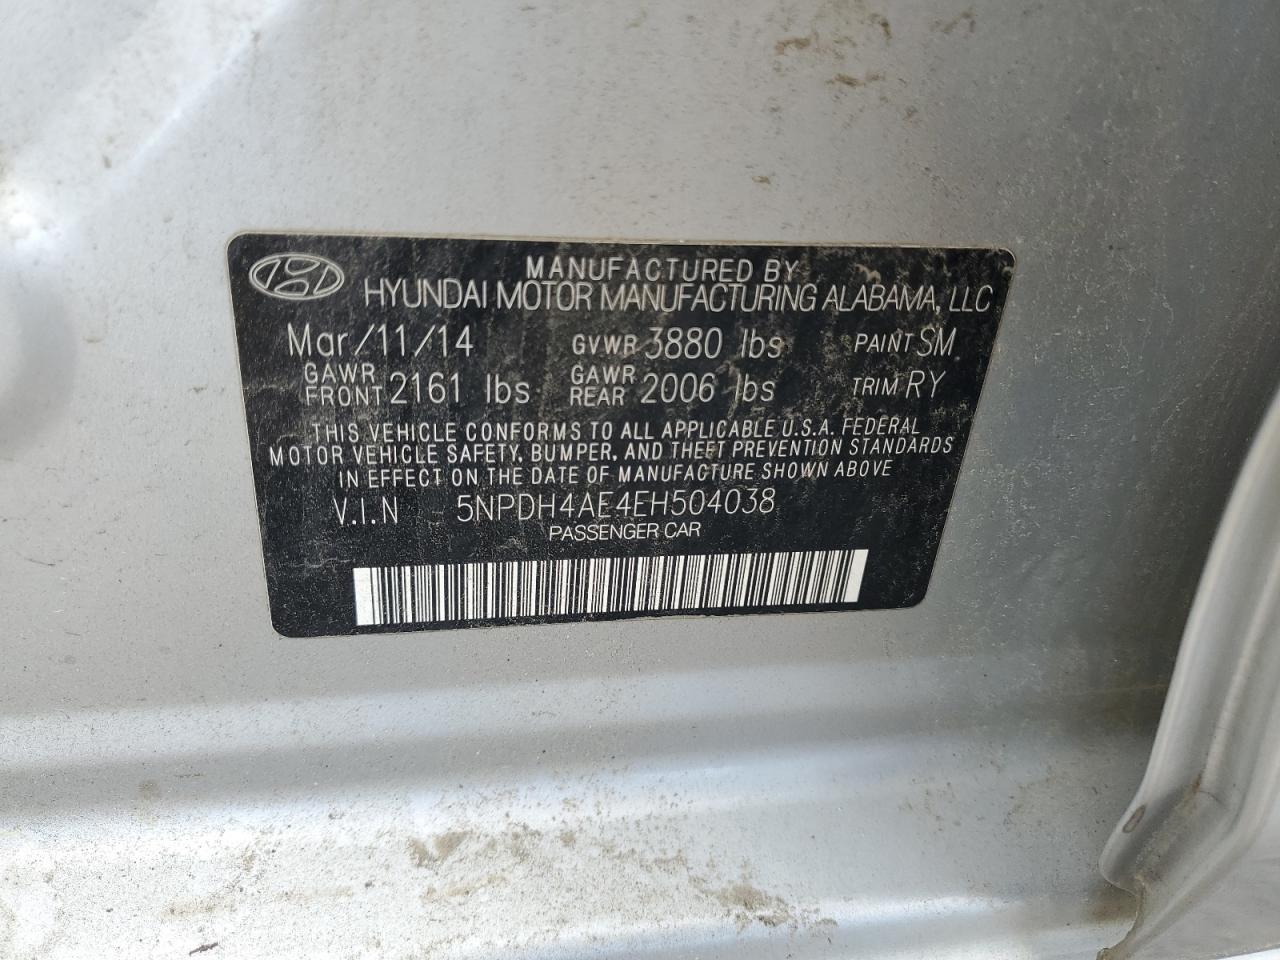 MANUFACTURED BY
HYUNDAI MOTOR MANUFACTURING ALABAMA, LLC
Mar/11/14 GVWR 3880 lbs PAINT SM
GAWR FRONT 2161 lbs GAWR REAR 2006 lbs TRIM RY
THIS VEHICLE CONFORMS TO ALL APPLICABLE U.S.A. FEDERAL
MOTOR VEHICLE SAFETY, BUMPER, AND THEFT PREVENTION STANDARDS
IN EFFECT ON THE DATE OF MANUFACTURE SHOWN ABOVE
V.I.N 5NPDH4AE4EH504038
PASSENGER CAR